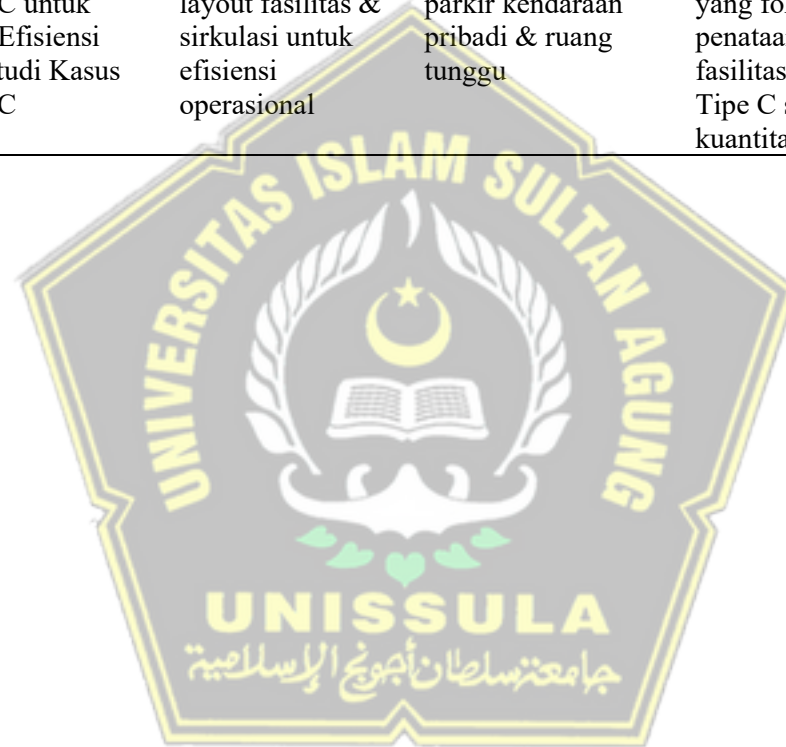 C untuk
Efisiensi
tudi Kasus
C
layout fasilitas &
sirkulasi untuk
efisiensi
operasional
parkir kendaraan
pribadi & ruang
tunggu
penataan
fasilitas
Tipe C
UNIVERSITAS ISLAM SULTAN AGUNG
UNISSULA
جامعة سلطان أجونج الإسلامية